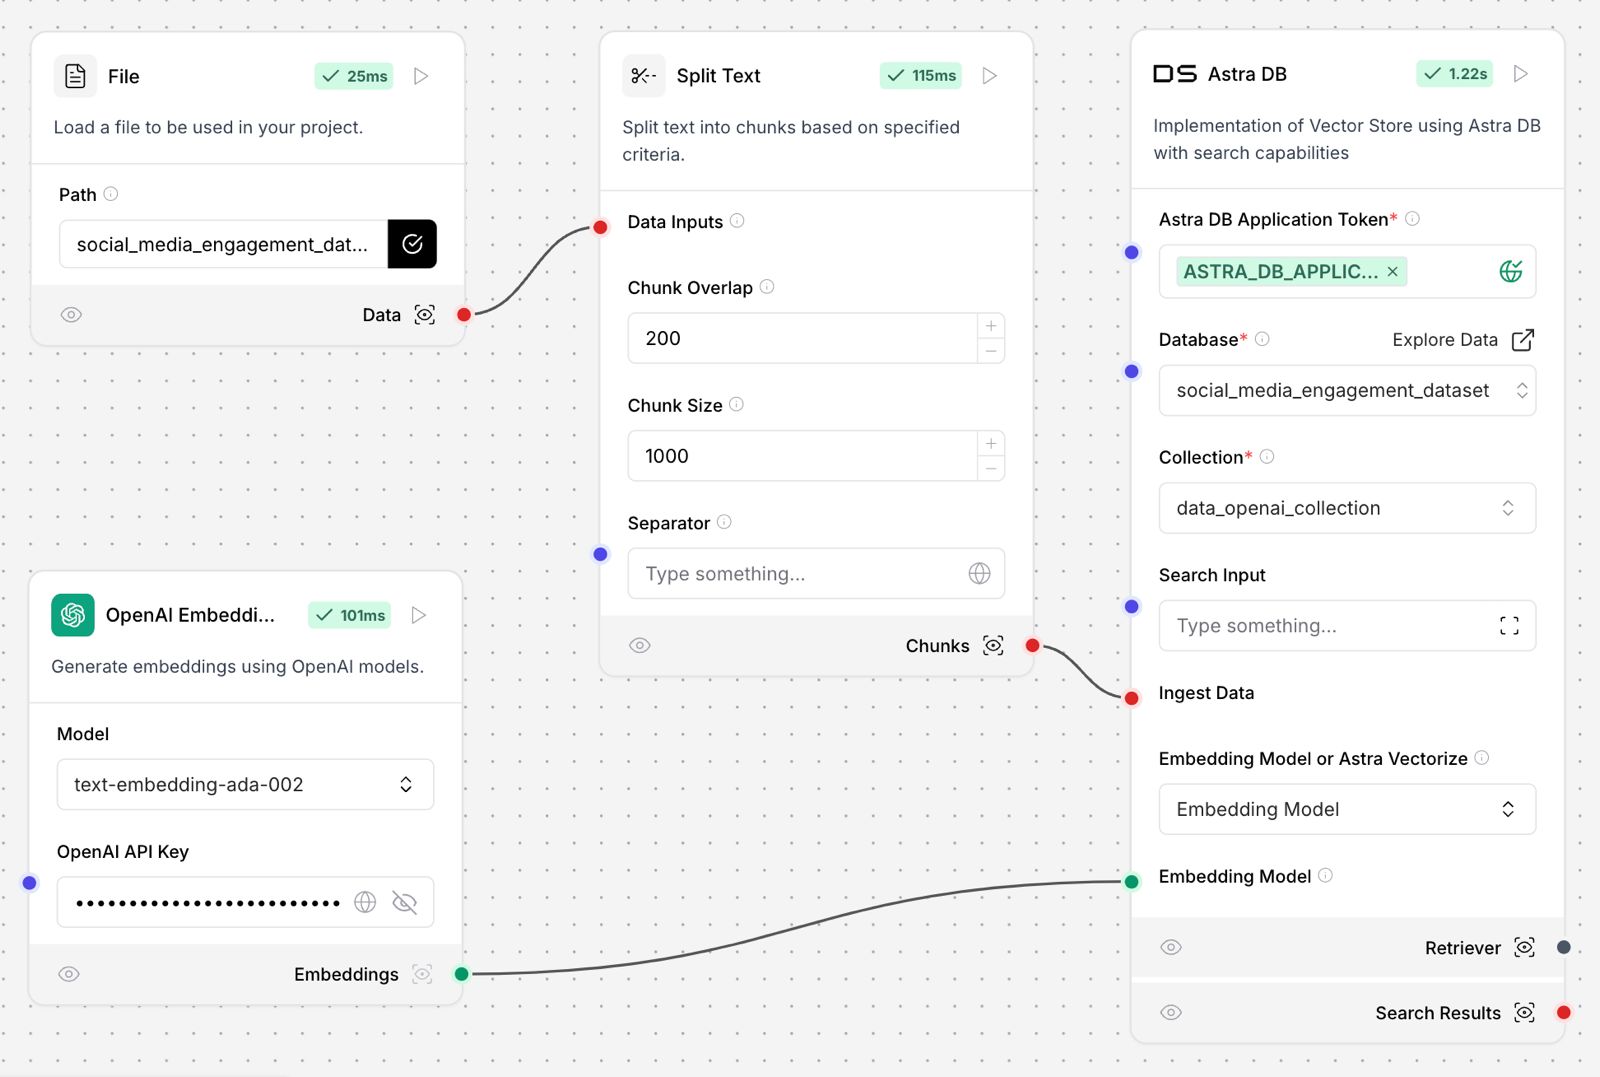 File
25ms
Load a file to be used in your project.
Path
social_media_engagement_dat...
Data
OpenAI Embeddi...
101ms
Generate embeddings using OpenAI models.
Model
text-embedding-ada-002
OpenAI API Key
Embeddings
Split Text
115ms
Split text into chunks based on specified
criteria.
Data Inputs
Chunk Overlap
200
Chunk Size
1000
Separator
Type something...
Chunks
DS Astra DB
1.22s
Implementation of Vector Store using Astra DB
with search capabilities
Astra DB Application Token*
ASTRA_DB_APPLIC... ×
Database*
Explore Data
social_media_engagement_dataset
Collection*
data_openai_collection
Search Input
Type something...
Ingest Data
Embedding Model or Astra Vectorize
Embedding Model
Embedding Model
Retriever
Search Results